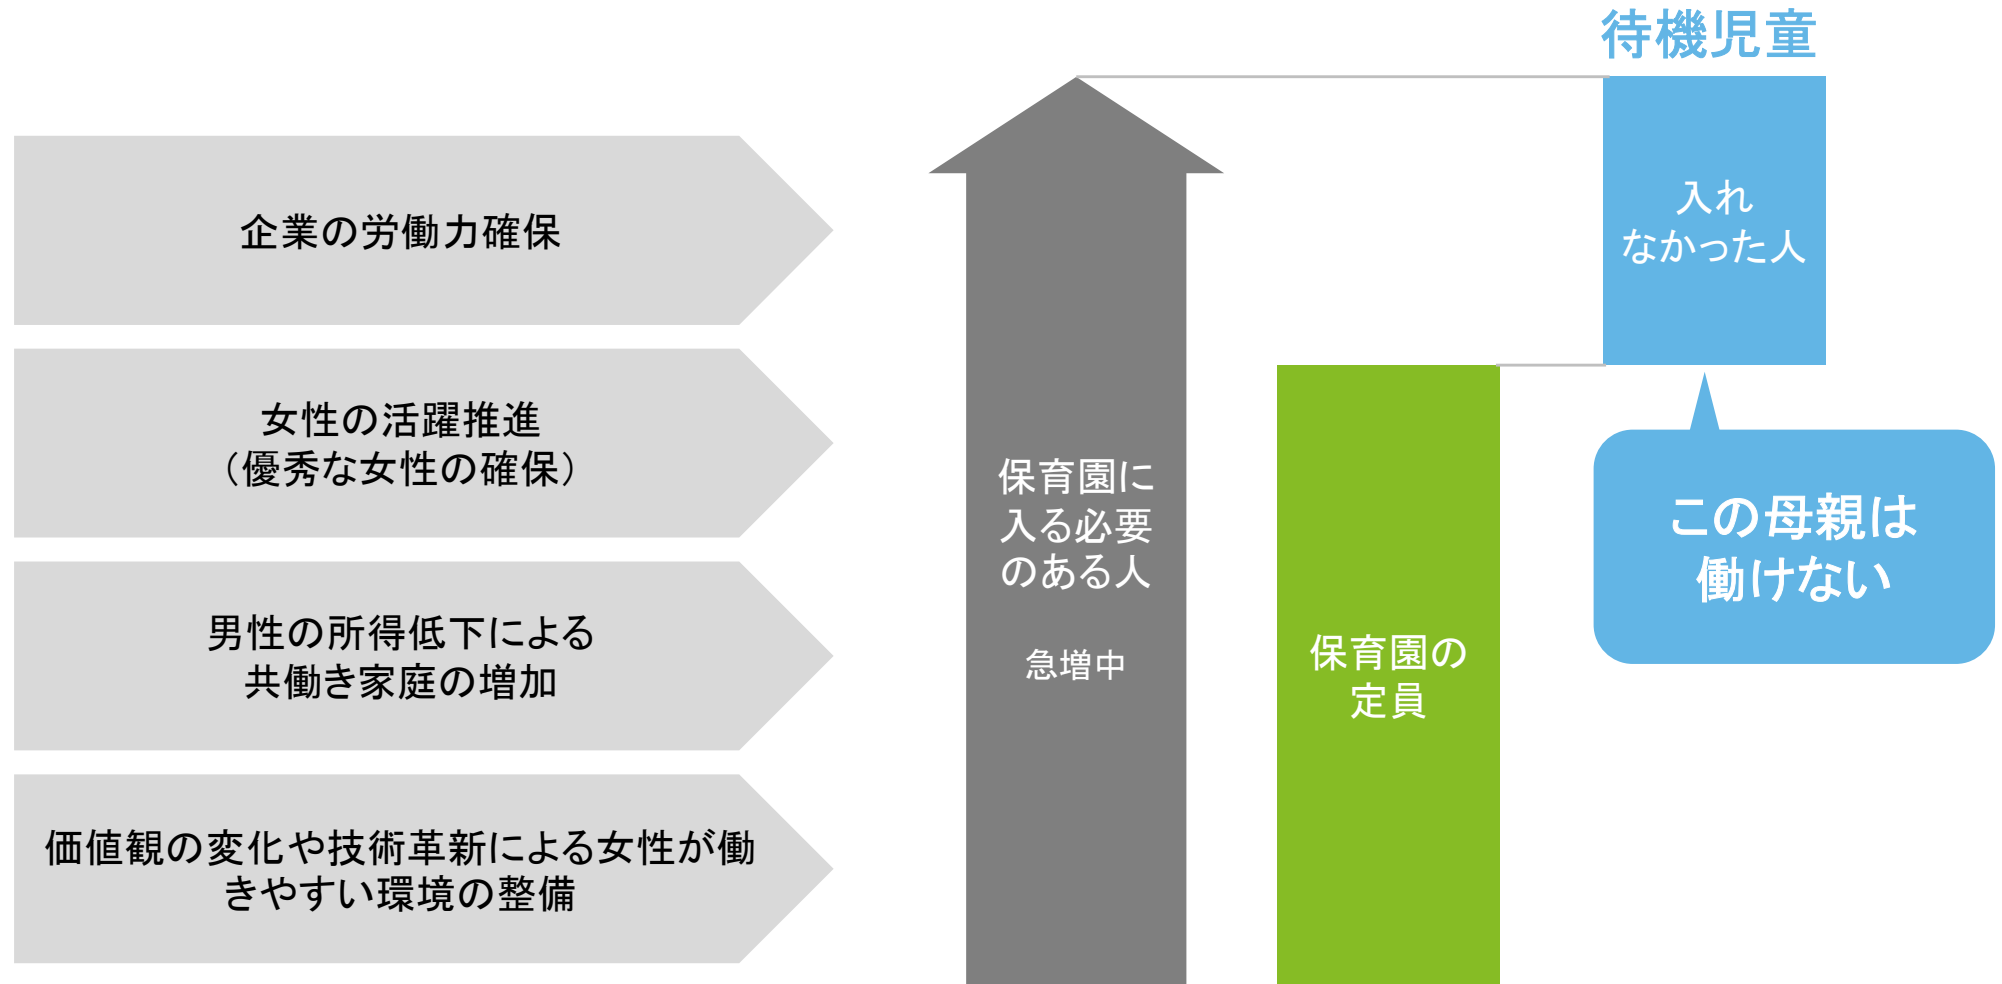 待機児童
企業の労働力確保
女性の活躍推進
（優秀な女性の確保）
男性の所得低下による
共働き家庭の増加
価値観の変化や技術革新による女性が働
きやすい環境の整備
保育園に
入る必要
のある人
急増中
保育園の
定員
入れ
なかった人
この母親は
働けない